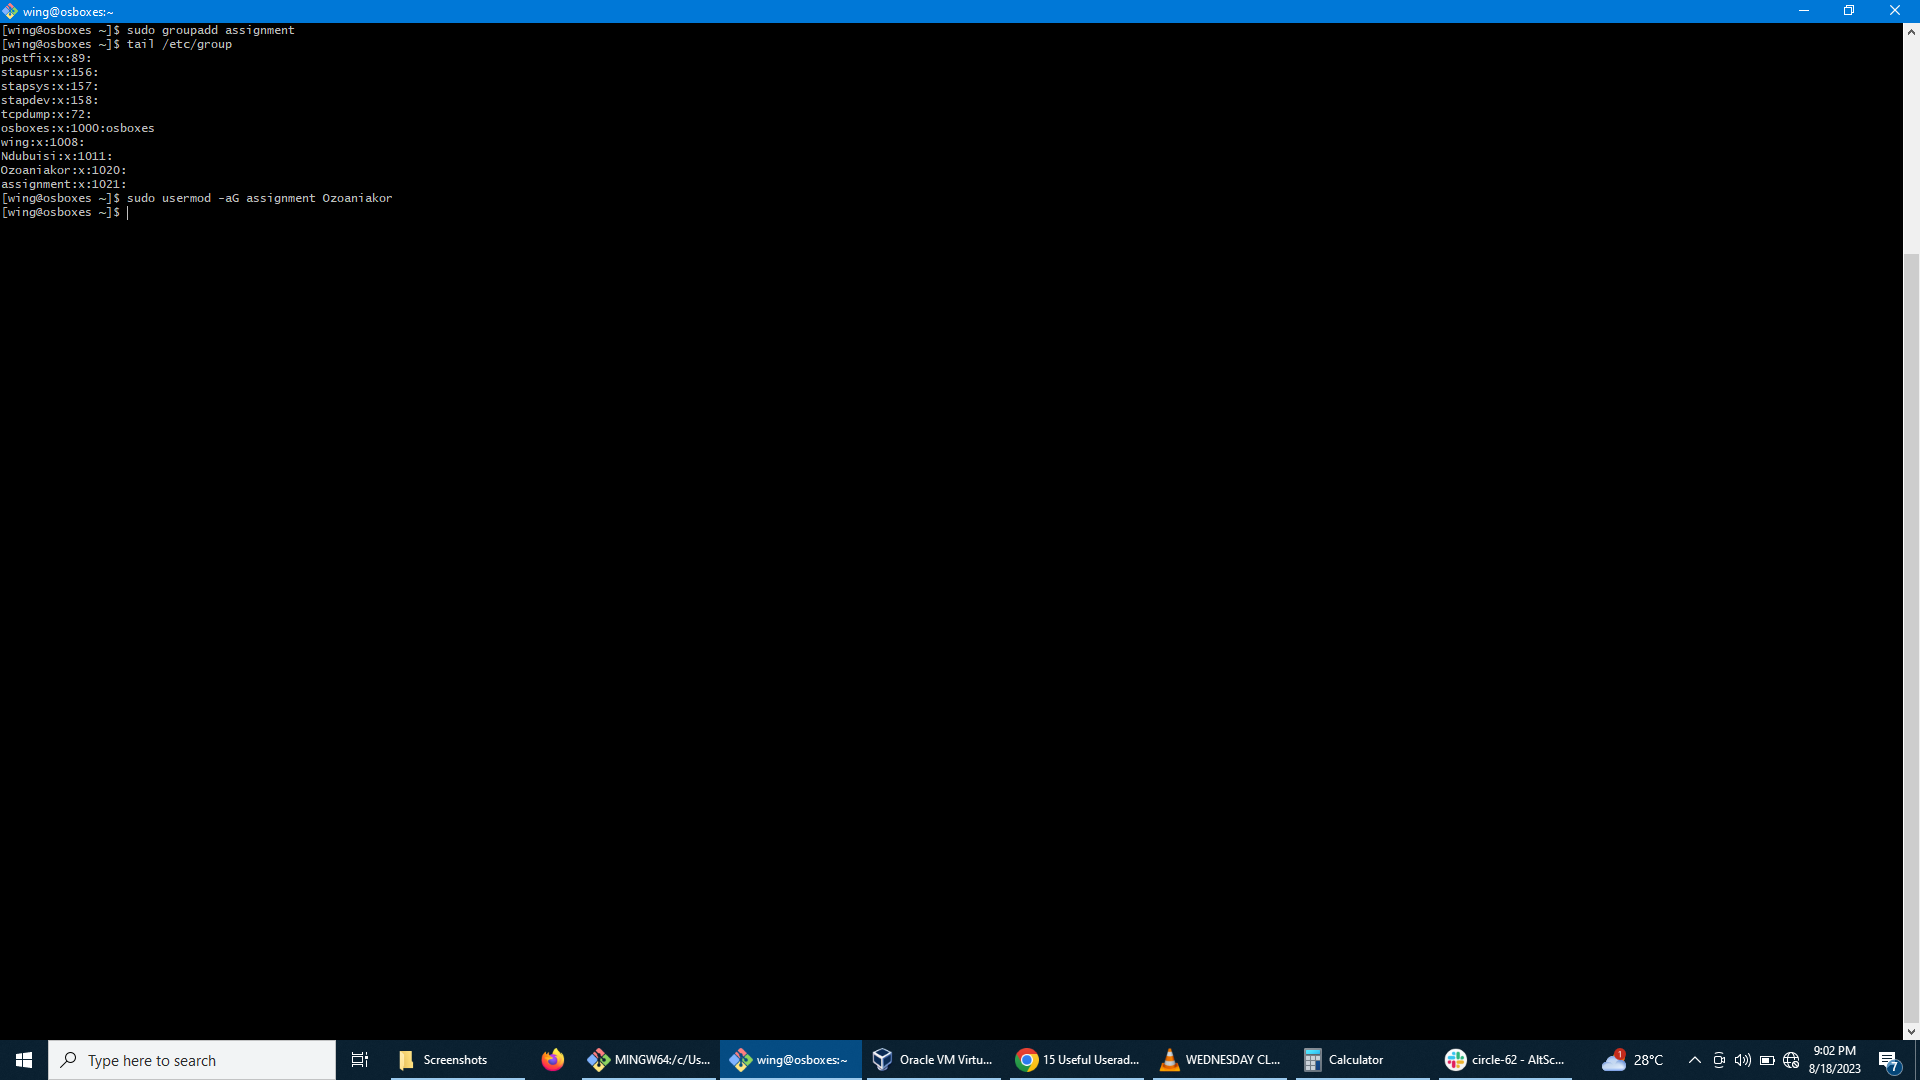 wing@osboxes:~
[wing@osboxes ~]$ sudo groupadd assignment
[wing@osboxes ~]$ tail /etc/group
postfix:x:89:
stapusr:x:156:
stapsys:x:157:
stapdev:x:158:
tcpdump:x:72:
osboxes:x:1000:osboxes
wing:x:1008:
Ndubuisi:x:1011:
Ozoaniakor:x:1020:
assignment:x:1021:
[wing@osboxes ~]$ sudo usermod -aG assignment Ozoaniakor
[wing@osboxes ~]$
Type here to search
Screenshots
MINGW64:/c/Us...
wing@osboxes:~
Oracle VM Virtu...
15 Useful Userad...
WEDNESDAY CL...
Calculator
circle-62 - AltSc...
1
28°C
9:02 PM
8/18/2023
7